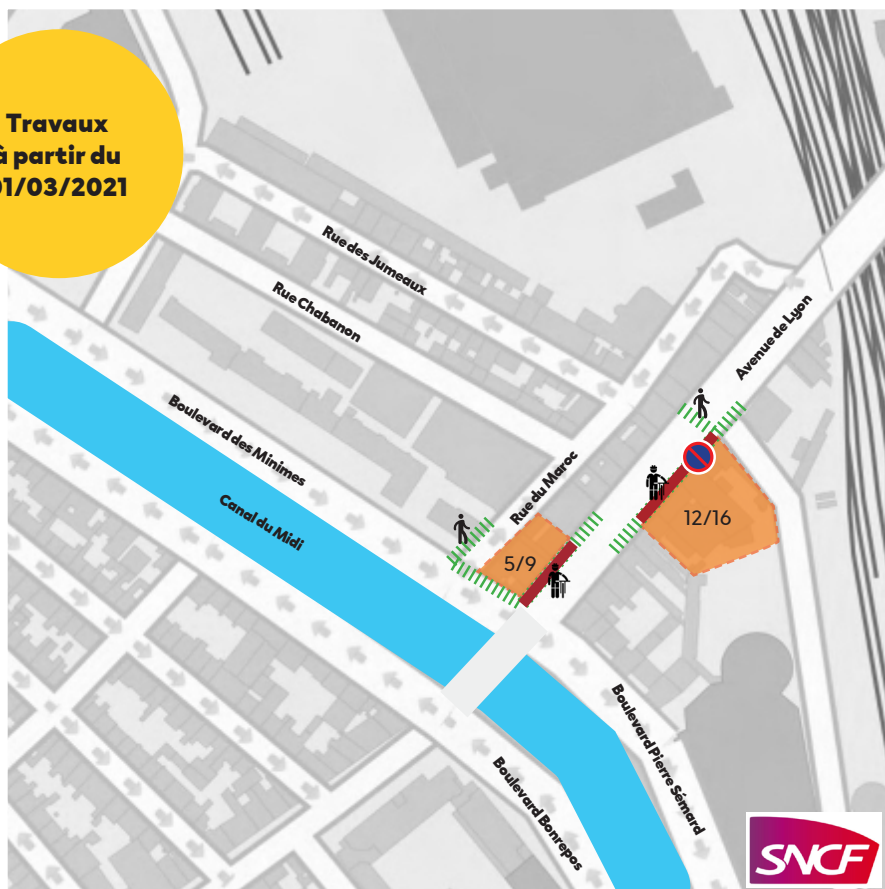 Travaux
à partir du
01/03/2021
Rue des Jumeaux
Rue Chabanon
Avenue de Lyon
Boulevard des Minimes
Rue du Maroc
Canal du Midi
12/16
5/9
Boulevard Pierre Sémard
Boulevard Bonrepos
SNCF